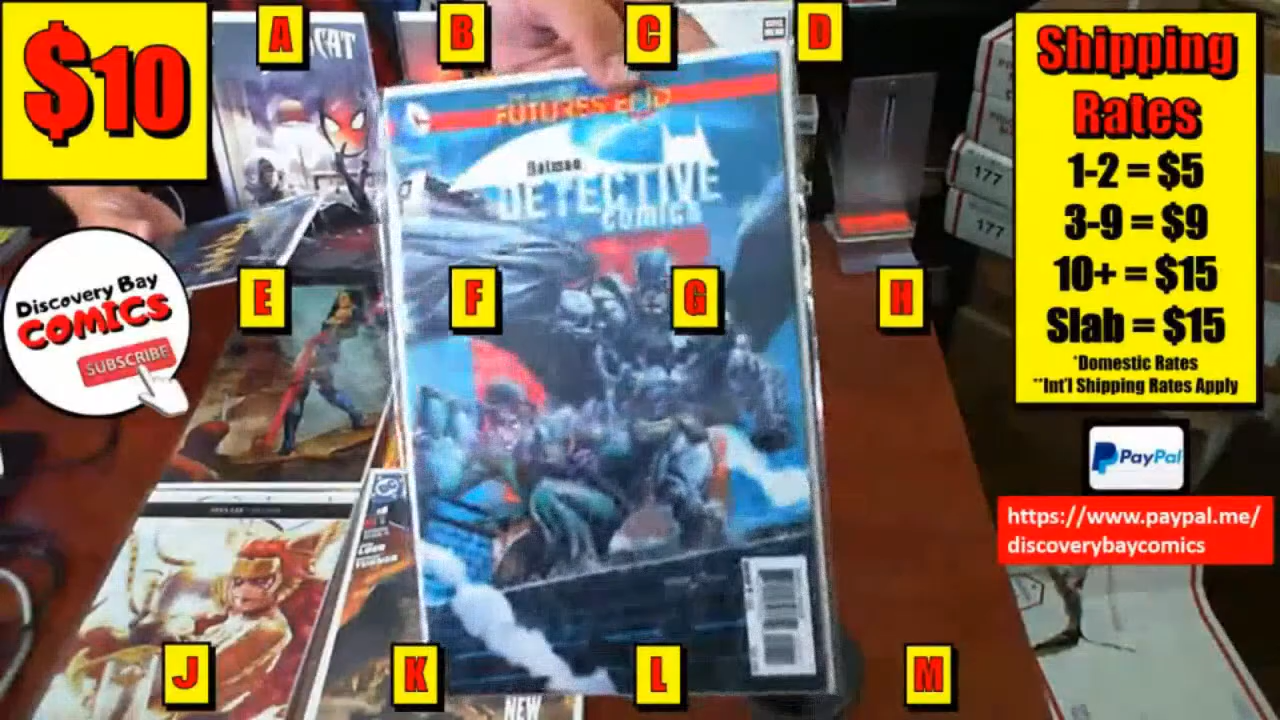 $10
A
B
C
D
CAT
FUTURES END
Batman
DETECTIVE
Comics
Shipping
Rates
1-2 = $5
3-9 = $9
10+ = $15
Slab = $15
*Domestic Rates
**Int'l Shipping Rates Apply
177
177
Discovery Bay
COMICS
SUBSCRIBE
E
F
G
H
PayPal
https://www.paypal.me/
discoverybaycomics
J
K
L
M
NEW